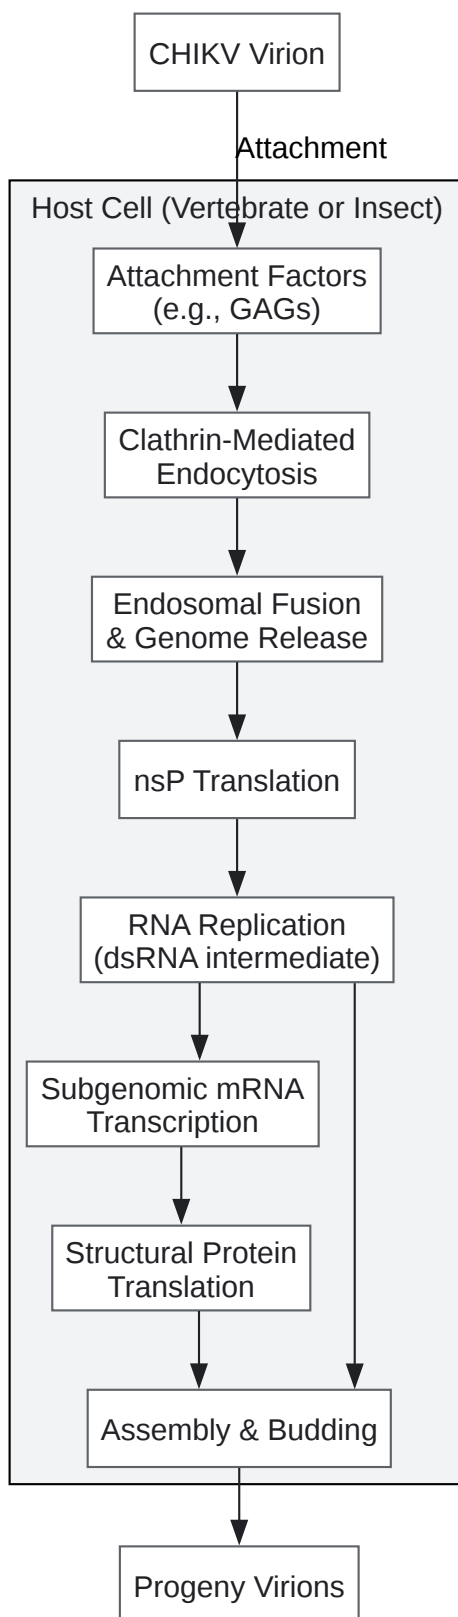 CHIKV Virion
Attachment
Host Cell (Vertebrate or Insect)
Attachment Factors
(e.g., GAGs)
Clathrin-Mediated
Endocytosis
Endosomal Fusion
& Genome Release
nsP Translation
RNA Replication
(dsRNA intermediate)
Subgenomic mRNA
Transcription
Structural Protein
Translation
Assembly & Budding
Progeny Virions